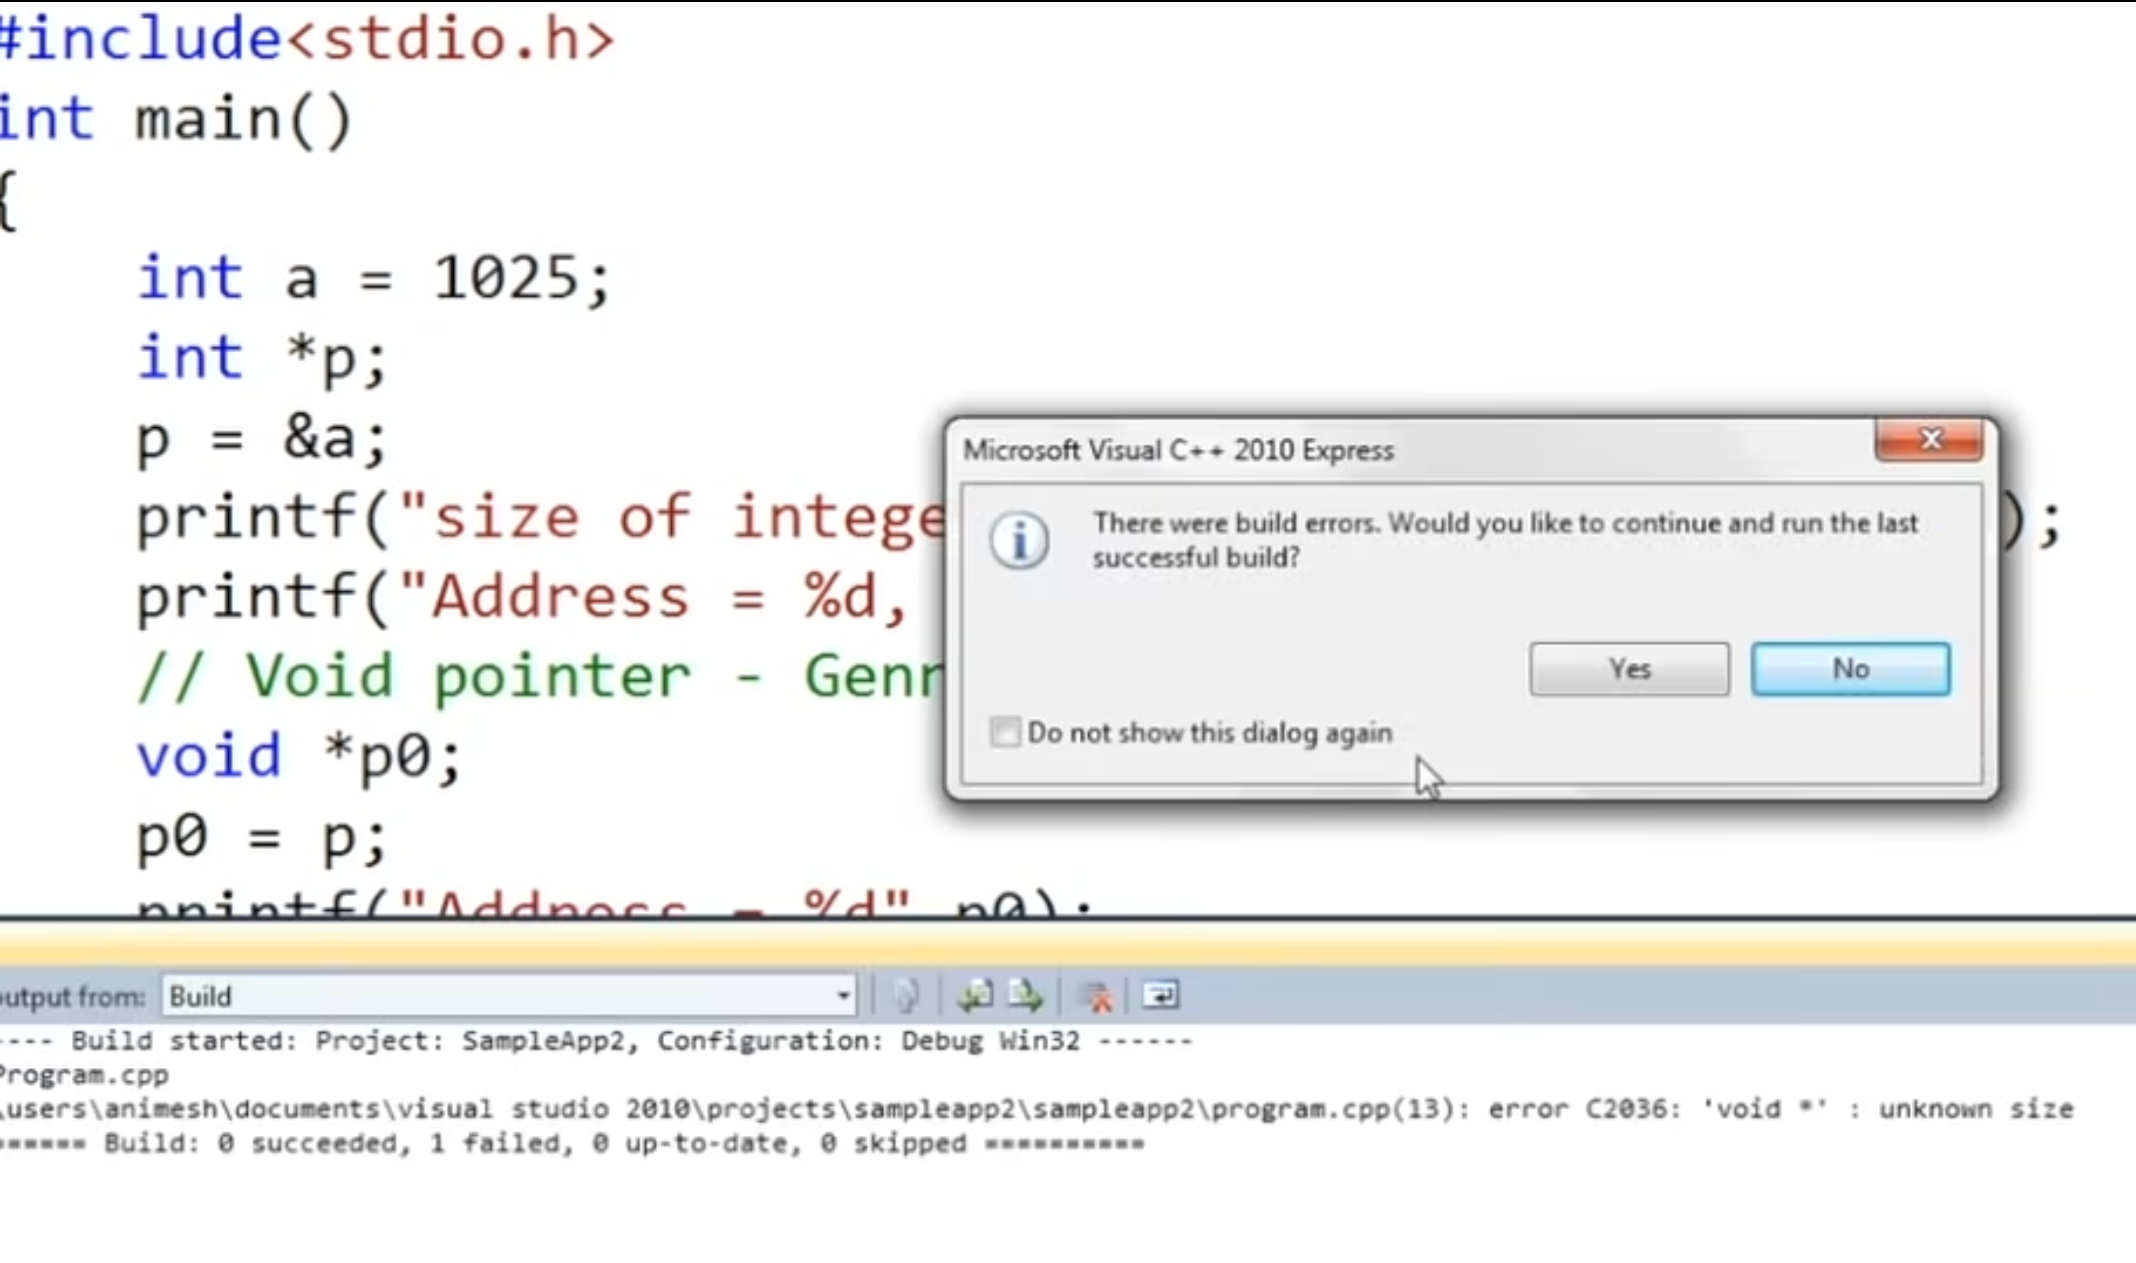 #include<stdio.h>
int main()
{
int a = 1025;
int *p;
p = &a;
printf("size of intege
);
printf("Address = %d,
// Void pointer - Genr
void *p0;
p0 = p;
printf("Address = %d" p0);
Microsoft Visual C++ 2010 Express
There were build errors. Would you like to continue and run the last
successful build?
Yes
No
Do not show this dialog again
utput from:
Build
---- Build started: Project: SampleApp2, Configuration: Debug Win32 ------
Program.cpp
\users\animesh\documents\visual studio 2010\projects\sampleapp2\sampleapp2\program.cpp(13): error C2036: 'void *' : unknown size
====== Build: 0 succeeded, 1 failed, 0 up-to-date, 0 skipped ==========